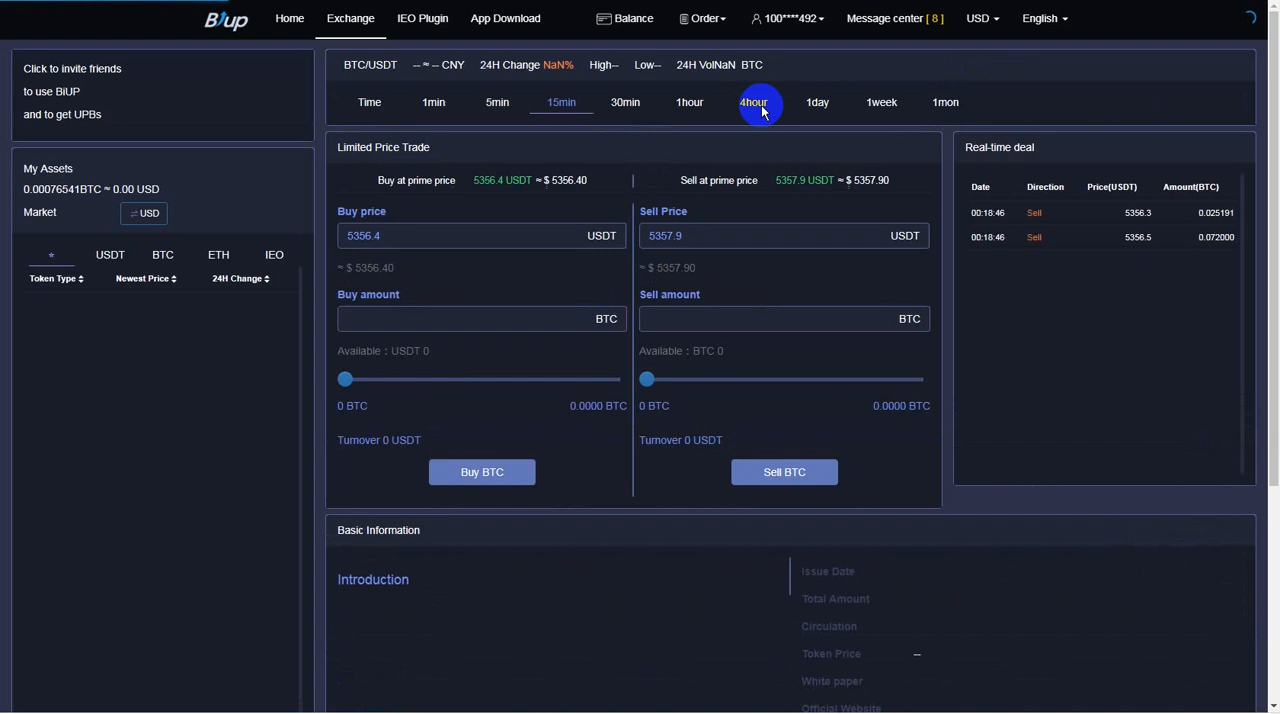 BiUP Home Exchange IEO Plugin App Download Balance Order 100****492 Message center [ 8 ] USD English
Click to invite friends
to use BiUP
and to get UPBs
My Assets
0.00076541BTC ≈ 0.00 USD
Market ⇌ USD
* USDT BTC ETH IEO
Token Type Newest Price 24H Change
BTC/USDT -- ≈ -- CNY 24H Change NaN% High-- Low-- 24H VolNaN BTC
Time 1min 5min 15min 30min 1hour 4hour 1day 1week 1mon
Limited Price Trade
Buy at prime price 5356.4 USDT ≈ $ 5356.40 Sell at prime price 5357.9 USDT ≈ $ 5357.90
Buy price Sell Price
5356.4 USDT 5357.9 USDT
≈ $ 5356.40 ≈ $ 5357.90
Buy amount Sell amount
BTC BTC
Available：USDT 0 Available：BTC 0
0 BTC 0.0000 BTC 0 BTC 0.0000 BTC
Turnover 0 USDT Turnover 0 USDT
Buy BTC Sell BTC
Real-time deal
Date Direction Price(USDT) Amount(BTC)
00:18:46 Sell 5356.3 0.025191
00:18:46 Sell 5356.5 0.072000
Basic Information
Introduction
Issue Date
Total Amount
Circulation
Token Price --
White paper
Official Website